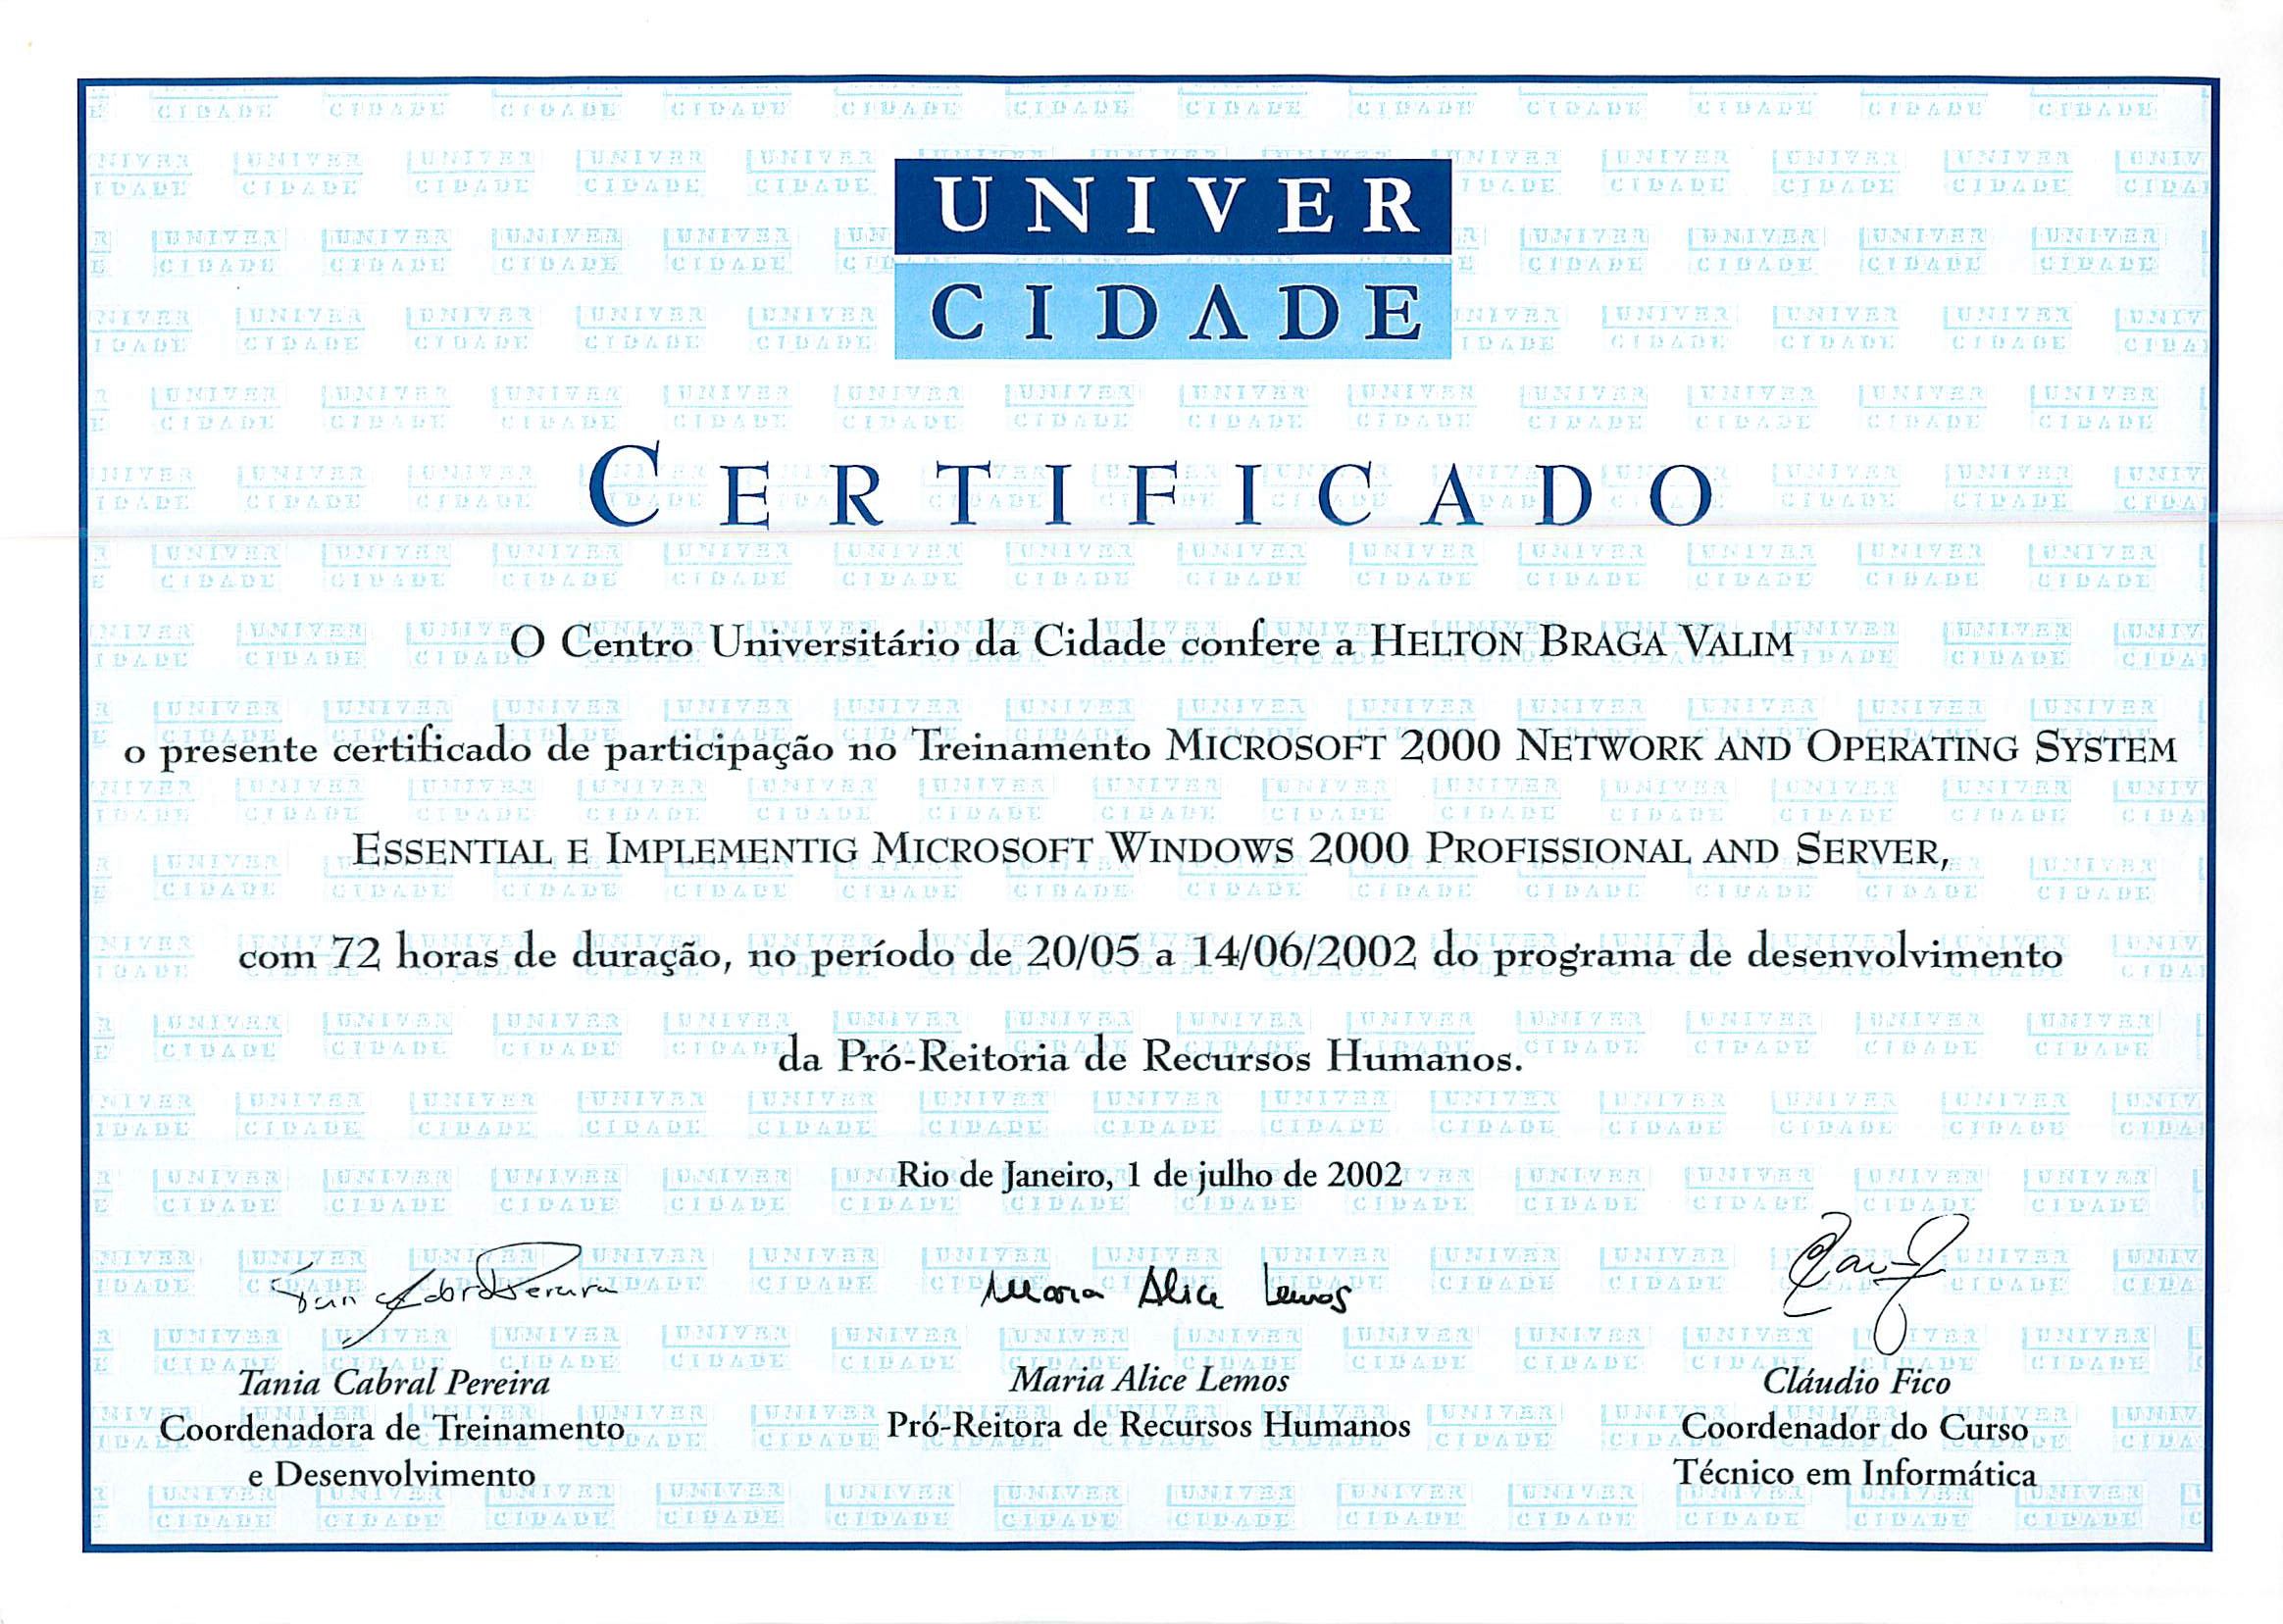 UNIVER
CIDADE
CERTIFICADO
O Centro Universitário da Cidade confere a HELTON BRAGA VALIM
o presente certificado de participação no Treinamento MICROSOFT 2000 NETWORK AND OPERATING SYSTEM
ESSENTIAL E IMPLEMENTIG MICROSOFT WINDOWS 2000 PROFISSIONAL AND SERVER,
com 72 horas de duração, no período de 20/05 a 14/06/2002 do programa de desenvolvimento
da Pró-Reitoria de Recursos Humanos.
Rio de Janeiro, 1 de julho de 2002
Maria Alice Lemos
Tania Cabral Pereira
Coordenadora de Treinamento
e Desenvolvimento
Maria Alice Lemos
Pró-Reitora de Recursos Humanos
Cláudio Fico
Coordenador do Curso
Técnico em Informática